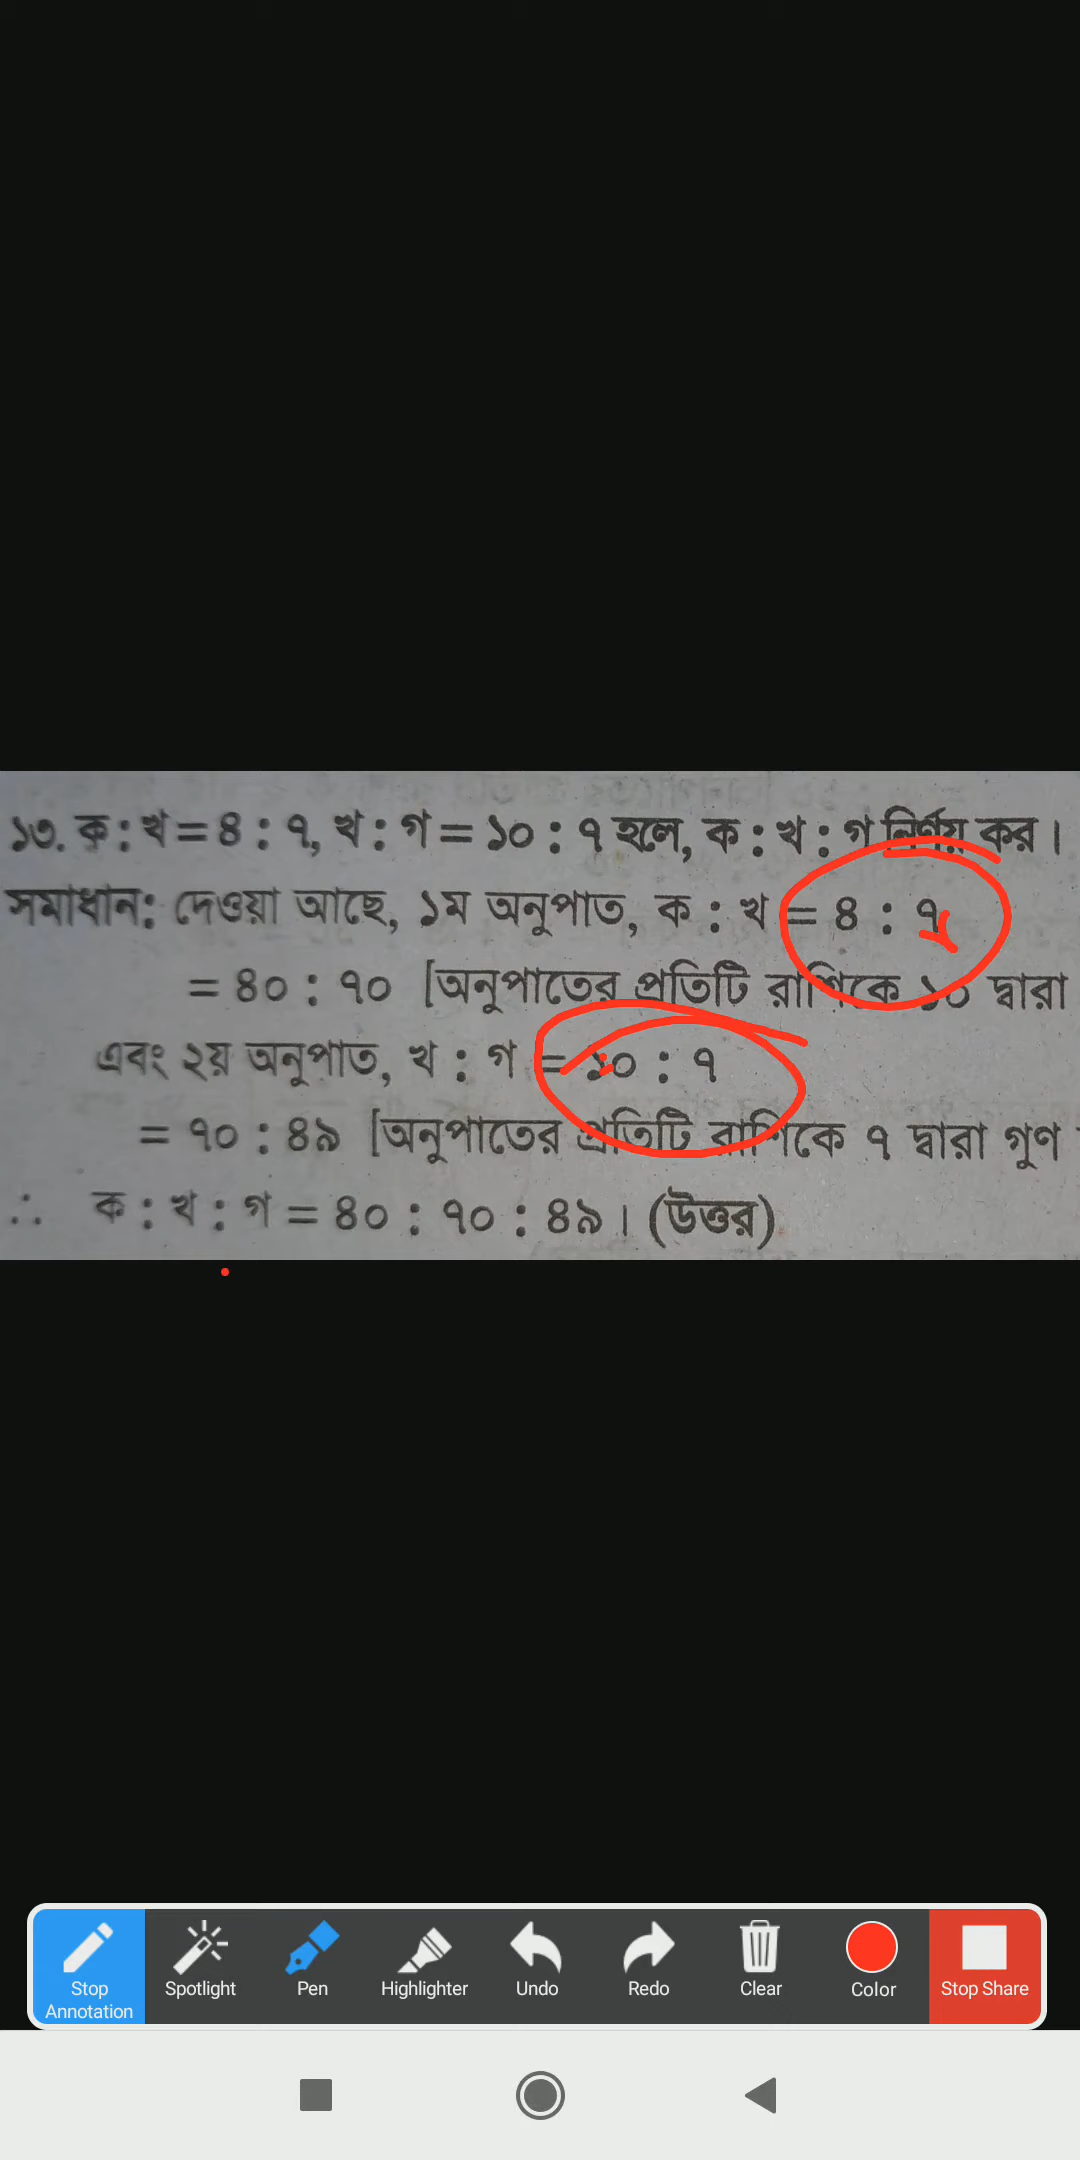 ১৩. ক : খ = ৪ : ৭, খ : গ = ১০ : ৭ হলে, ক : খ : গ নির্ণয় কর।
সমাধান: দেওয়া আছে, ১ম অনুপাত, ক : খ = ৪ : ৭
= ৪০ : ৭০ [অনুপাতের প্রতিটি রাশিকে ১০ দ্বারা
এবং ২য় অনুপাত, খ : গ = ১০ : ৭
= ৭০ : ৪৯ [অনুপাতের প্রতিটি রাশিকে ৭ দ্বারা গুণ
∴ ক : খ : গ = ৪০ : ৭০ : ৪৯। (উত্তর)
Stop Annotation
Spotlight
Pen
Highlighter
Undo
Redo
Clear
Color
Stop Share